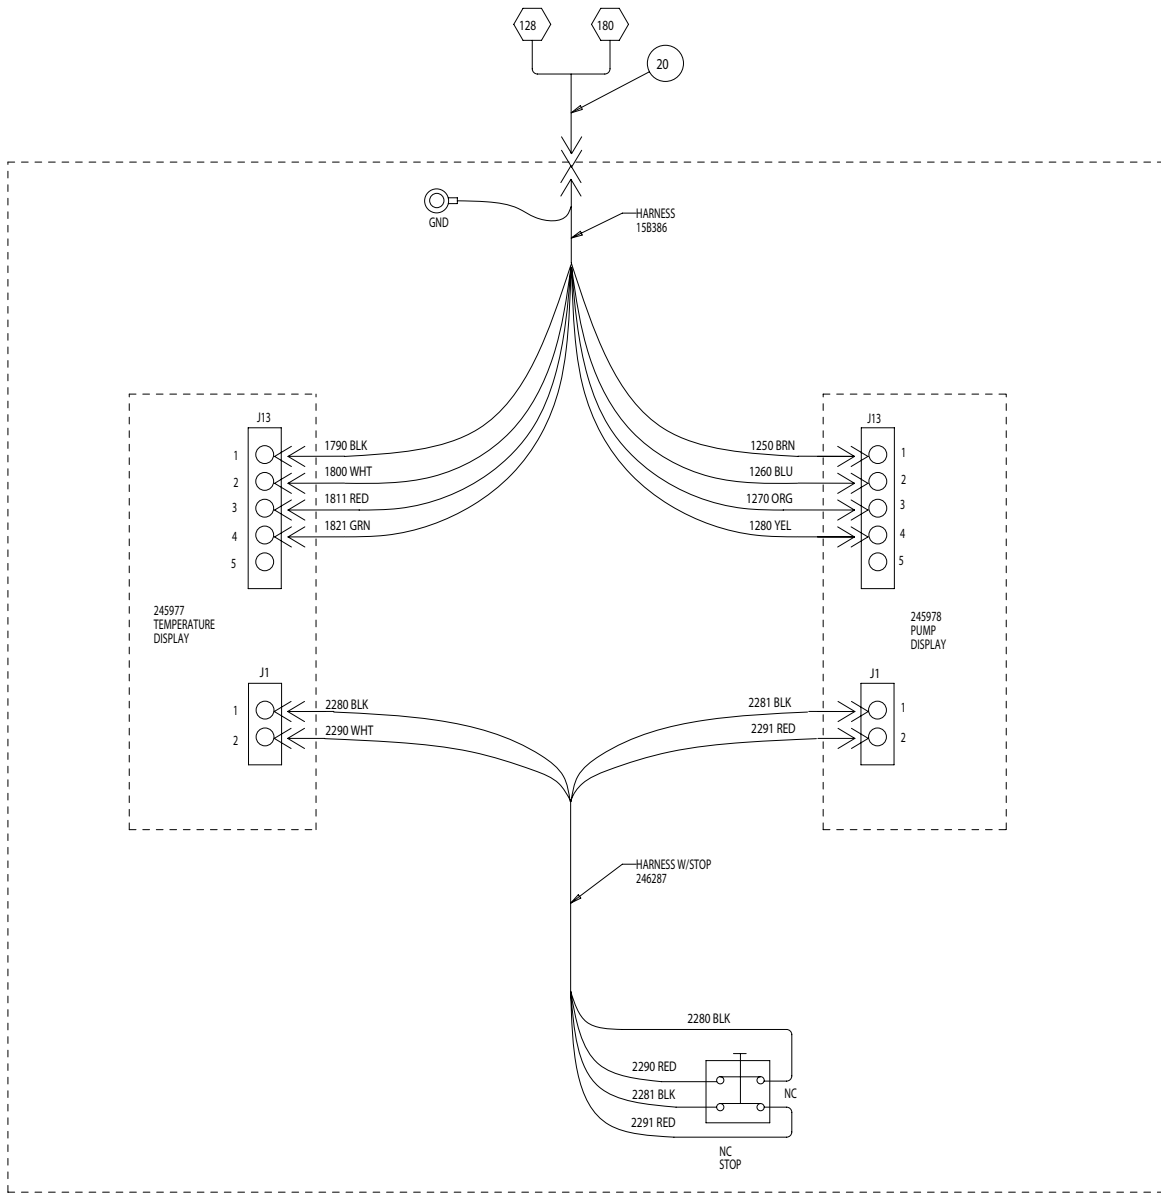 128
180
20
GND
HARNESS
15B386
J13
1
2
3
4
5
1790 BLK
1800 WHT
1811 RED
1821 GRN
1250 BRN
1260 BLU
1270 ORG
1280 YEL
J13
1
2
3
4
5
245977
TEMPERATURE
DISPLAY
245978
PUMP
DISPLAY
J1
1
2
2280 BLK
2290 WHT
2281 BLK
2291 RED
J1
1
2
HARNESS W/STOP
246287
2280 BLK
2290 RED
2281 BLK
2291 RED
NC
NC
STOP